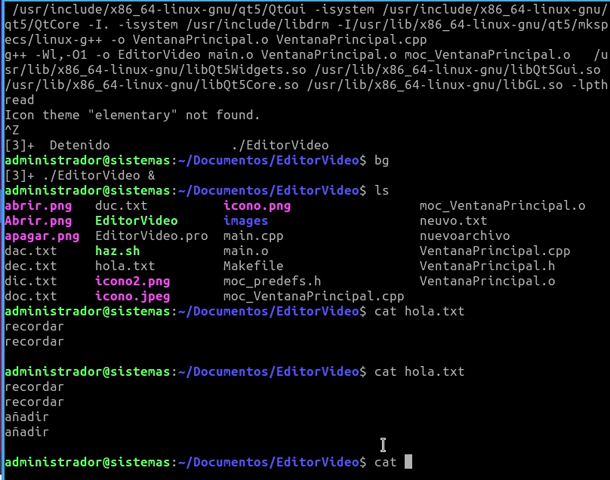 /usr/include/x86_64-linux-gnu/qt5/QtGui -isystem /usr/include/x86_64-linux-gnu/
qt5/QtCore -I. -isystem /usr/include/libdrm -I/usr/lib/x86_64-linux-gnu/qt5/mksp
ecs/linux-g++ -o VentanaPrincipal.o VentanaPrincipal.cpp
g++ -Wl,-O1 -o EditorVideo main.o VentanaPrincipal.o moc_VentanaPrincipal.o   /u
sr/lib/x86_64-linux-gnu/libQt5Widgets.so /usr/lib/x86_64-linux-gnu/libQt5Gui.so
/usr/lib/x86_64-linux-gnu/libQt5Core.so /usr/lib/x86_64-linux-gnu/libGL.so -lpth
read
Icon theme "elementary" not found.
^Z
[3]+  Detenido                ./EditorVideo
administrador@sistemas:~/Documentos/EditorVideo$ bg
[3]+ ./EditorVideo &
administrador@sistemas:~/Documentos/EditorVideo$ ls
abrir.png   duc.txt          icono.png                 moc_VentanaPrincipal.o
Abrir.png   EditorVideo      images                    neuvo.txt
apagar.png  EditorVideo.pro  main.cpp                  nuevoarchivo
dac.txt     haz.sh           main.o                    VentanaPrincipal.cpp
dec.txt     hola.txt         Makefile                  VentanaPrincipal.h
dic.txt     icono2.png       moc_predefs.h             VentanaPrincipal.o
doc.txt     icono.jpeg       moc_VentanaPrincipal.cpp
administrador@sistemas:~/Documentos/EditorVideo$ cat hola.txt
recordar
recordar
administrador@sistemas:~/Documentos/EditorVideo$ cat hola.txt
recordar
recordar
añadir
añadir
administrador@sistemas:~/Documentos/EditorVideo$ cat